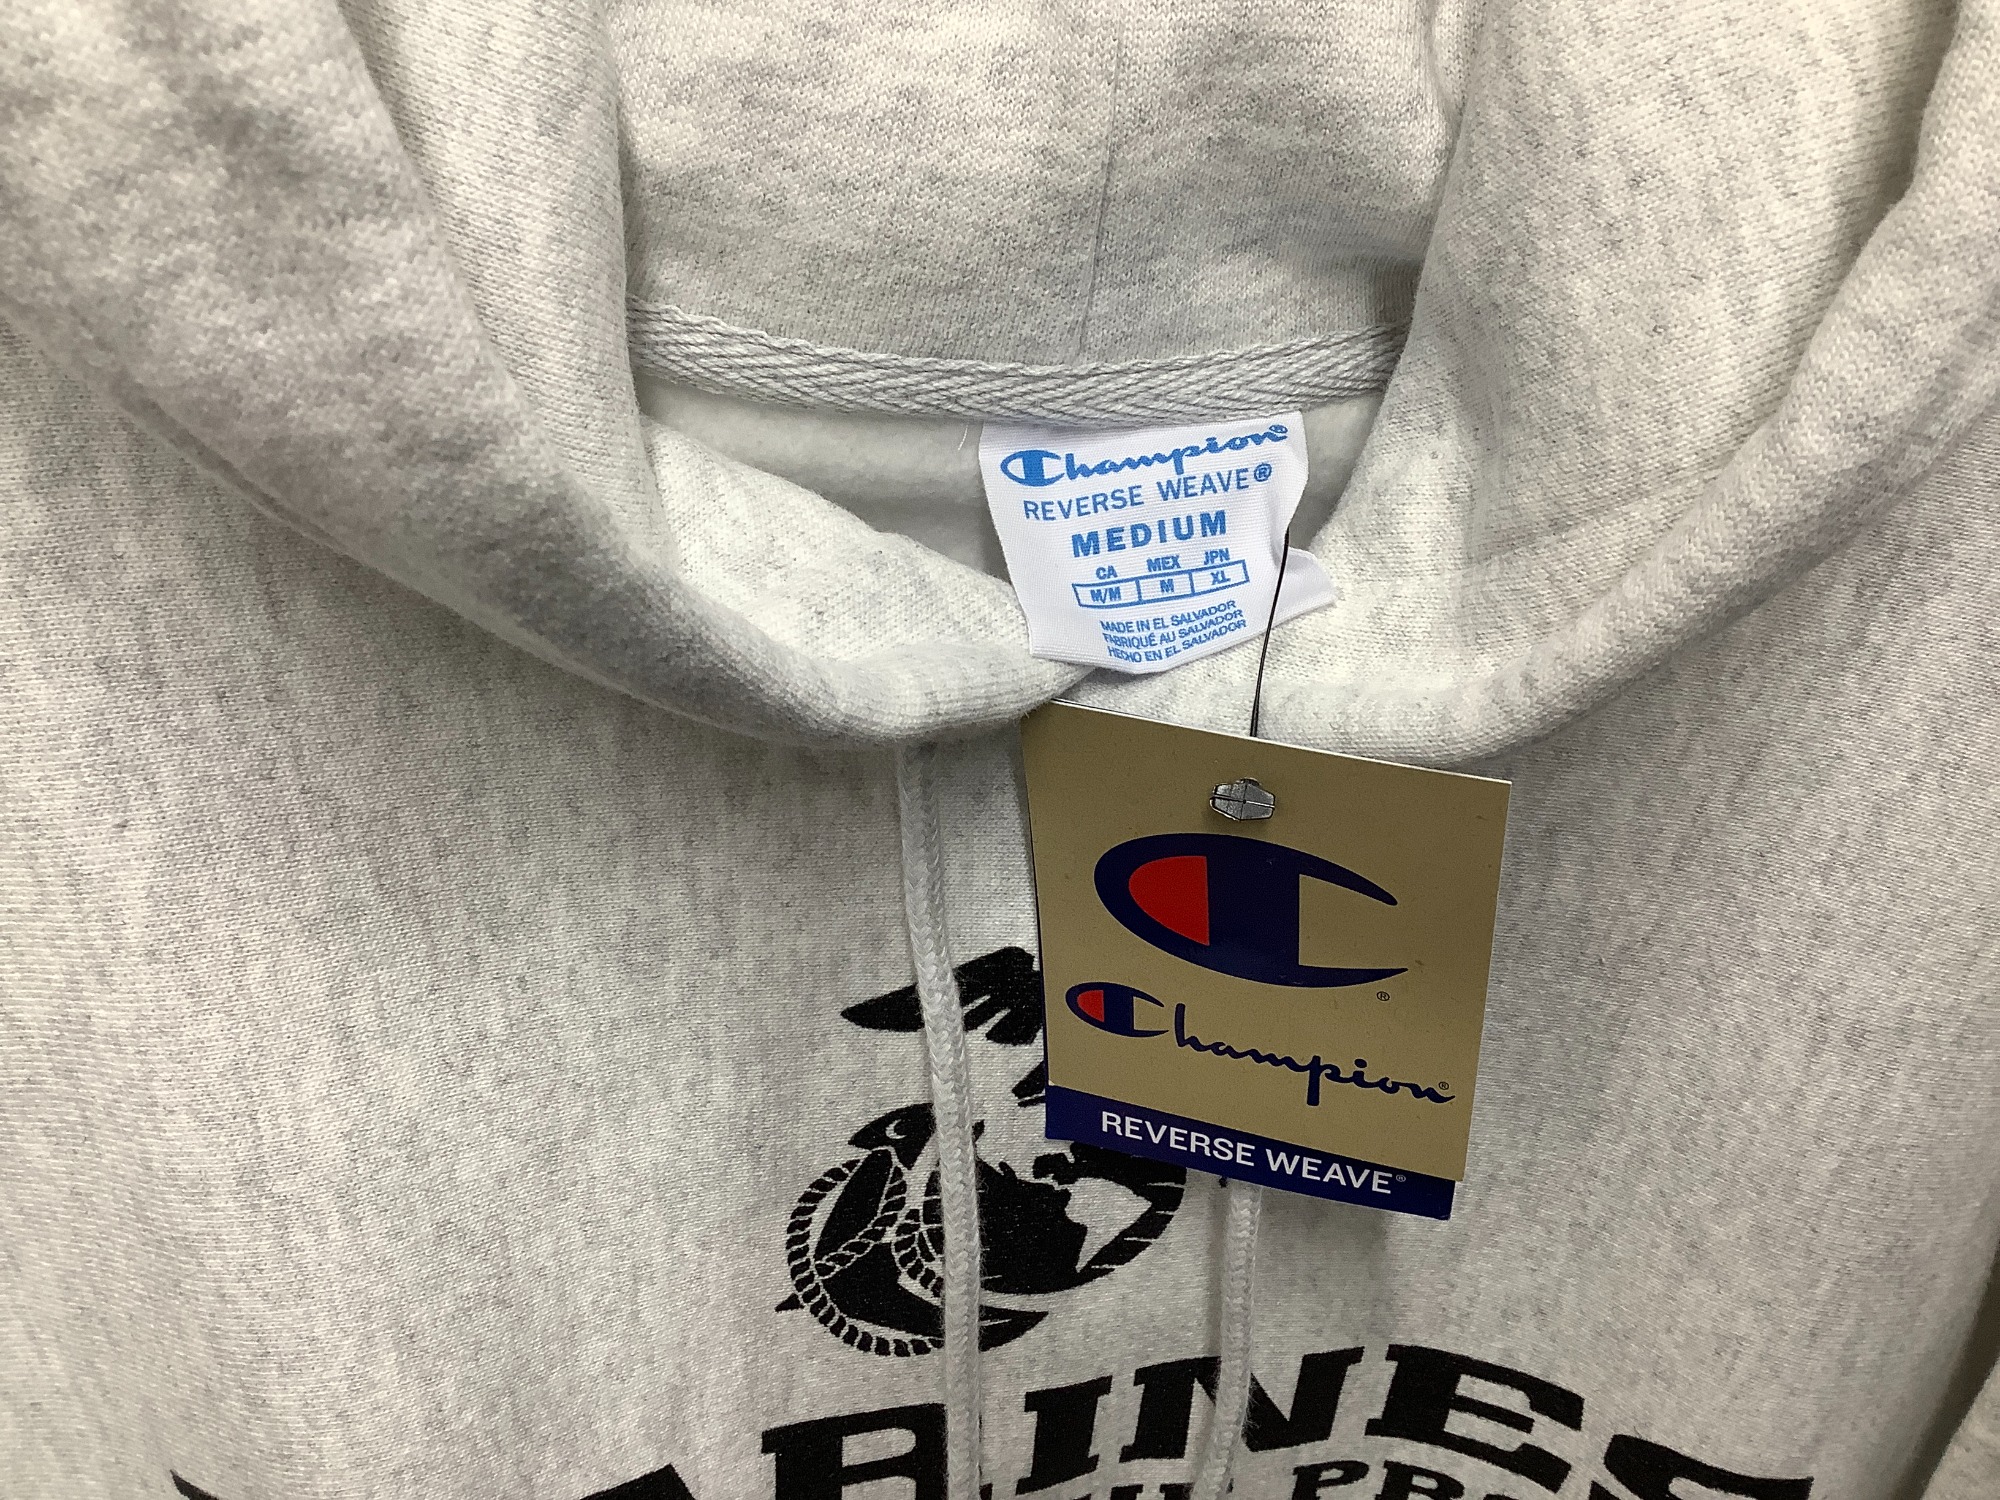 Champion®
REVERSE WEAVE®
MEDIUM
CA MEX JPN
M/M M XL
MADE IN EL SALVADOR
FABRIQUÉ AU SALVADOR
HECHO EN EL SALVADOR
®
Champion®
REVERSE WEAVE®
MARINES